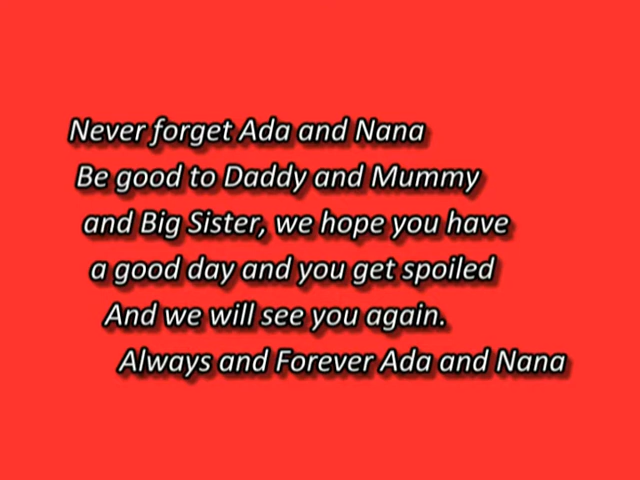 Never forget Ada and Nana
Be good to Daddy and Mummy
and Big Sister, we hope you have
a good day and you get spoiled
And we will see you again.
Always and Forever Ada and Nana